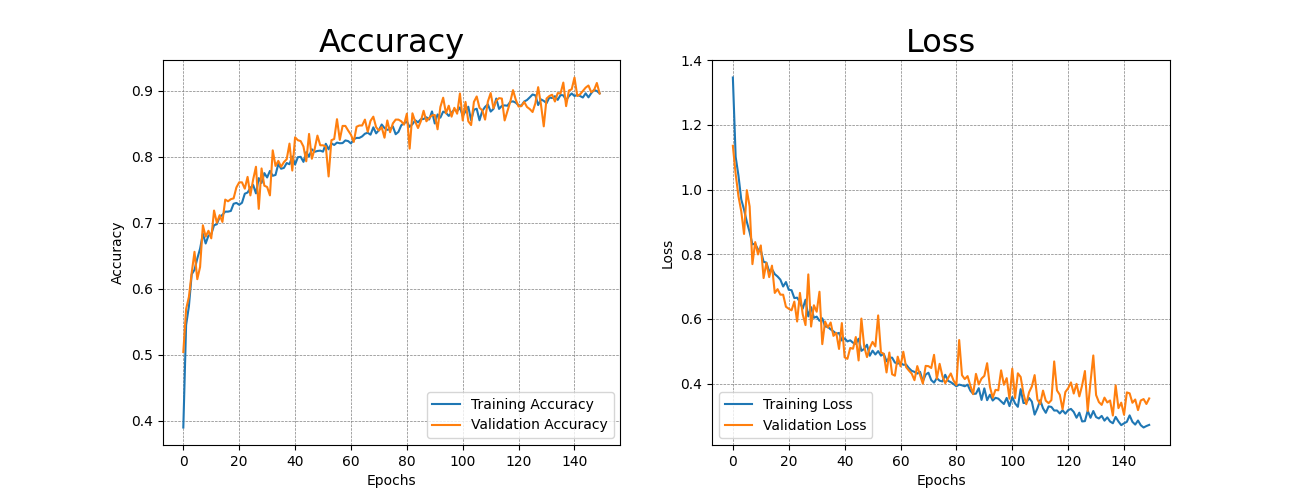 Accuracy
0.9
0.8
0.7
0.6
0.5
0.4
Accuracy
Training Accuracy
Validation Accuracy
0 20 40 60 80 100 120 140
Epochs
Loss
1.4
1.2
1.0
0.8
0.6
0.4
Loss
Training Loss
Validation Loss
0 20 40 60 80 100 120 140
Epochs